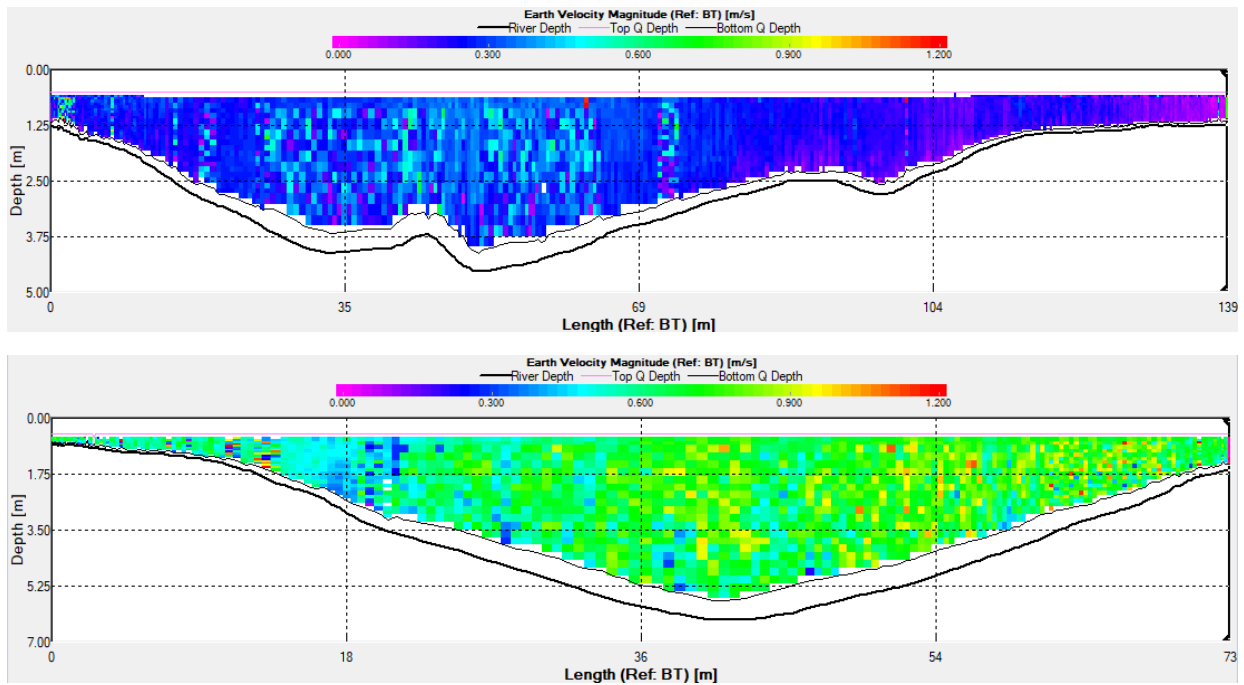 Earth Velocity Magnitude (Ref: BT) [m/s]
River Depth Top Q Depth Bottom Q Depth
0.000 0.300 0.600 0.900 1.200
0.00
1.25
2.50
3.75
5.00
Depth [m]
0 35 69 104 139
Length (Ref: BT) [m]
Earth Velocity Magnitude (Ref: BT) [m/s]
River Depth Top Q Depth Bottom Q Depth
0.000 0.300 0.600 0.900 1.200
0.00
1.75
3.50
5.25
7.00
Depth [m]
0 18 36 54 73
Length (Ref: BT) [m]